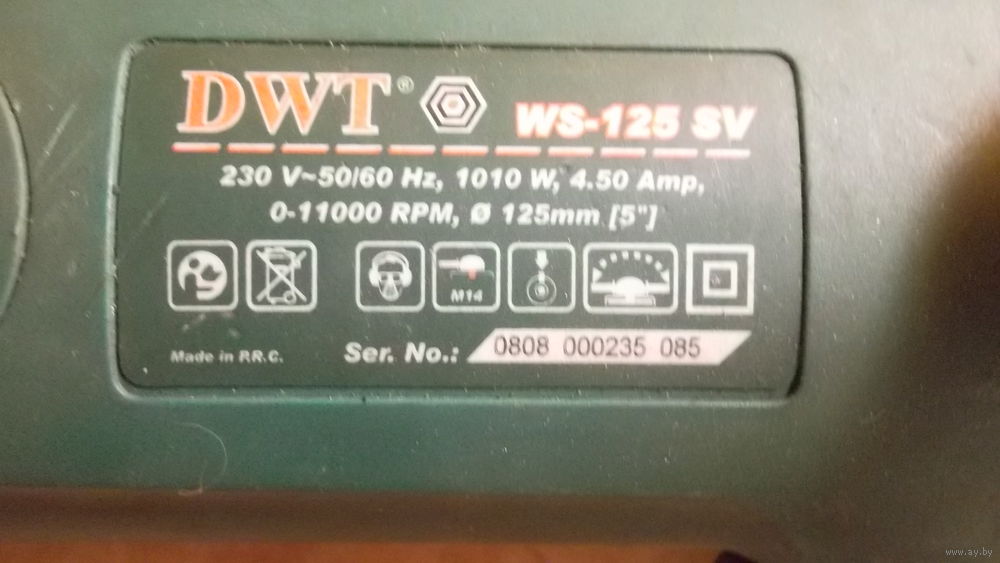 DWT®
WS-125 SV
230 V~50/60 Hz, 1010 W, 4.50 Amp,
0-11000 RPM, Ø 125mm [5"]
M14
Made in P.R.C.
Ser. No.: 0808 000235 085
www.ay.by